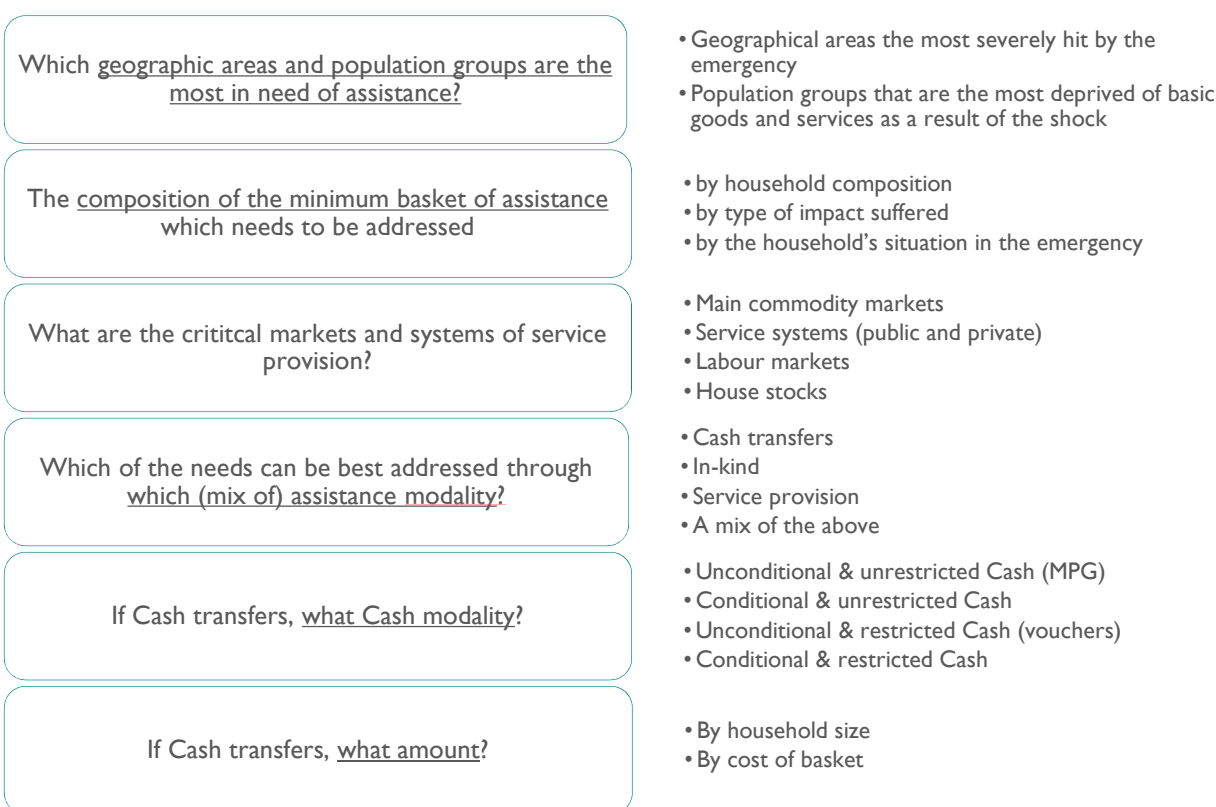 Which geographic areas and population groups are the
most in need of assistance?
• Geographical areas the most severely hit by the
emergency
• Population groups that are the most deprived of basic
goods and services as a result of the shock
The composition of the minimum basket of assistance
which needs to be addressed
• by household composition
• by type of impact suffered
• by the household's situation in the emergency
What are the crititcal markets and systems of service
provision?
• Main commodity markets
• Service systems (public and private)
• Labour markets
• House stocks
Which of the needs can be best addressed through
which (mix of) assistance modality?
• Cash transfers
• In-kind
• Service provision
• A mix of the above
If Cash transfers, what Cash modality?
• Unconditional & unrestricted Cash (MPG)
• Conditional & unrestricted Cash
• Unconditional & restricted Cash (vouchers)
• Conditional & restricted Cash
If Cash transfers, what amount?
• By household size
• By cost of basket